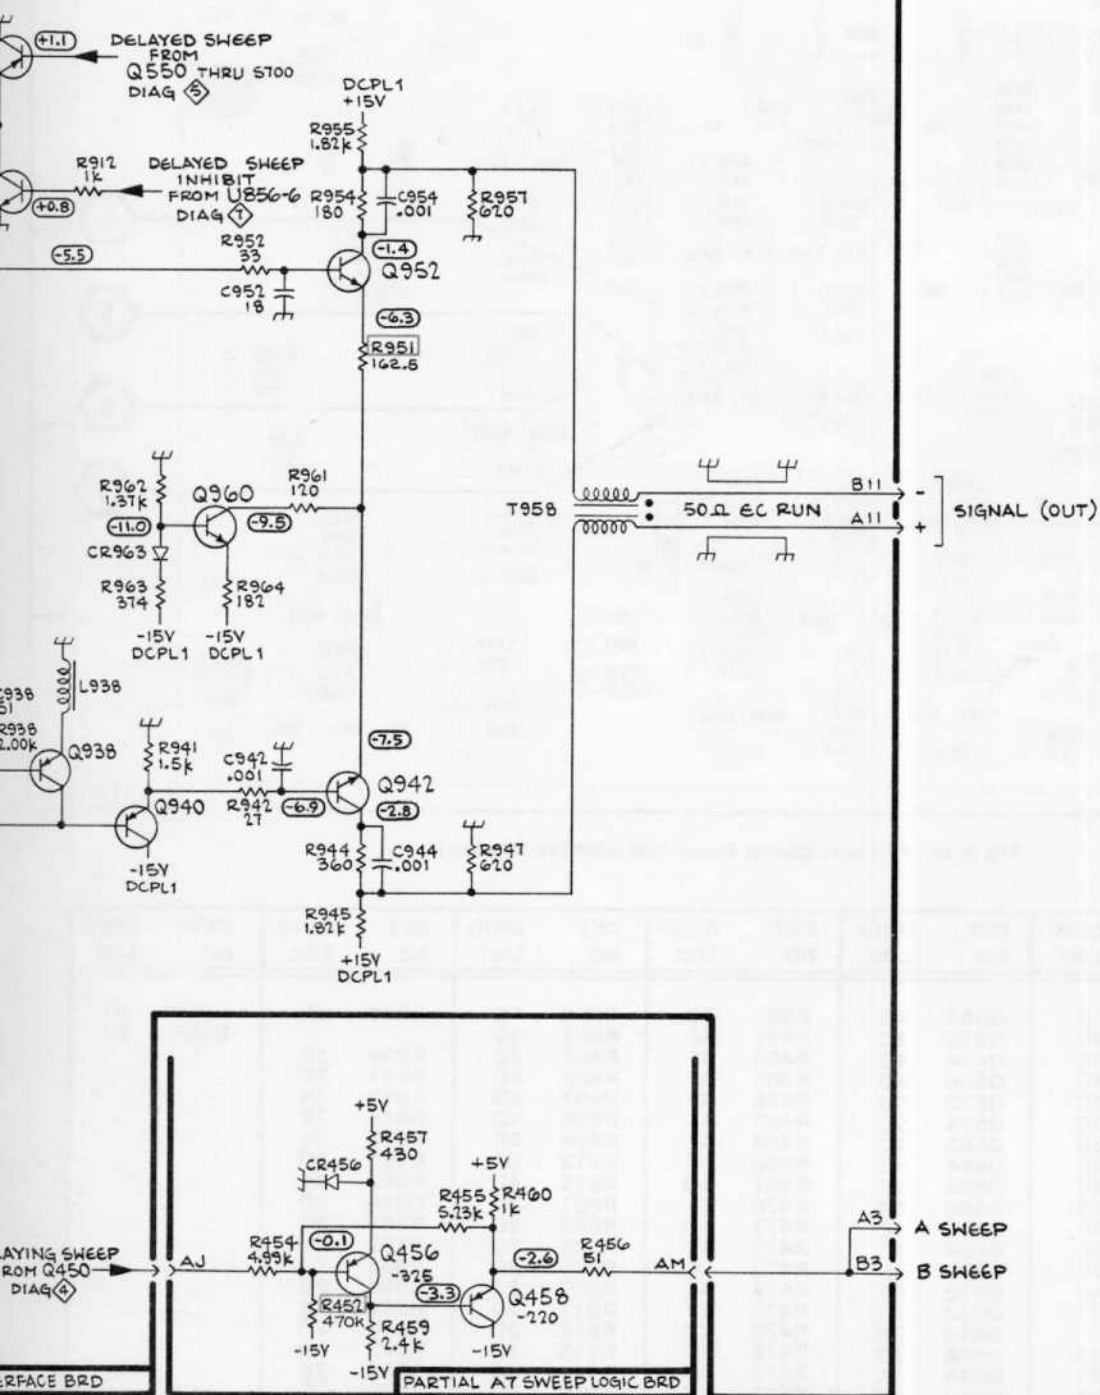 +1.1
DELAYED SWEEP
FROM
Q550 THRU S700
DIAG 5
DCPL1
+15V
R955
1.82k
R912
1k
DELAYED SWEEP
INHIBIT
FROM U856-6
DIAG 7
+0.8
R954
180
C954
.001
R957
620
-5.5
R952
33
-1.4
Q952
C952
18
-6.3
R951
162.5
R962
1.37k
Q960
R961
120
-11.0
-9.5
CR963
R963
374
R964
182
-15V
DCPL1
-15V
DCPL1
T958
50Ω EC RUN
B11
-
A11
+
SIGNAL (OUT)
C938
51
L938
R938
2.00k
Q938
R941
1.5k
C942
.001
-7.5
Q940
R942
27
-6.9
Q942
-2.8
-15V
DCPL1
R944
360
C944
.001
R947
620
R945
1.82k
+15V
DCPL1
+5V
R457
430
CR456
+5V
R455
5.23k
R460
1k
LAYING SWEEP
ROM Q450
DIAG 4
AJ
R454
4.99k
-0.1
Q456
-325
-2.6
R456
51
AM
A3
A SWEEP
B3
B SWEEP
R452
470k
-3.3
Q458
-220
R459
2.4k
-15V
-15V
-15V
ERFACE BRD
PARTIAL A7 SWEEP LOGIC BRD